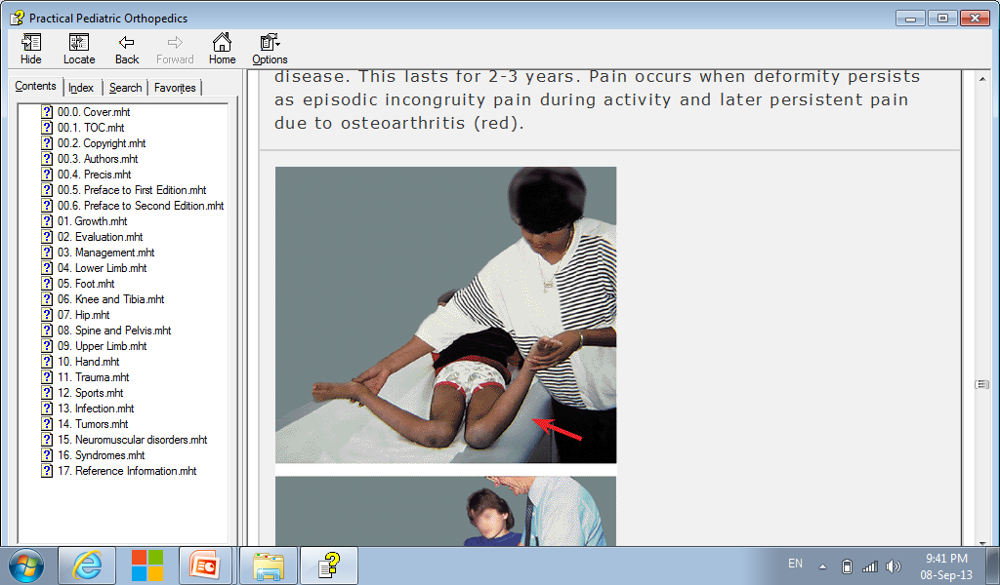 Practical Pediatric Orthopedics
Hide Locate Back Forward Home Options
Contents Index Search Favorites
00.0. Cover.mht
00.1. TOC.mht
00.2. Copyright.mht
00.3. Authors.mht
00.4. Precis.mht
00.5. Preface to First Edition.mht
00.6. Preface to Second Edition.mht
01. Growth.mht
02. Evaluation.mht
03. Management.mht
04. Lower Limb.mht
05. Foot.mht
06. Knee and Tibia.mht
07. Hip.mht
08. Spine and Pelvis.mht
09. Upper Limb.mht
10. Hand.mht
11. Trauma.mht
12. Sports.mht
13. Infection.mht
14. Tumors.mht
15. Neuromuscular disorders.mht
16. Syndromes.mht
17. Reference Information.mht
disease. This lasts for 2-3 years. Pain occurs when deformity persists
as episodic incongruity pain during activity and later persistent pain
due to osteoarthritis (red).
EN
9:41 PM
08-Sep-13